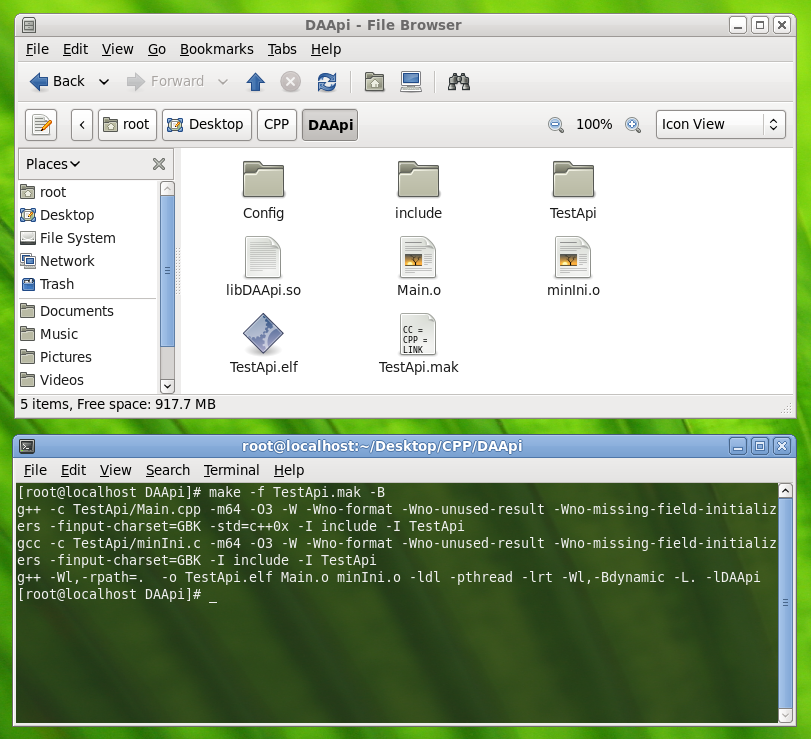 DAApi - File Browser
File Edit View Go Bookmarks Tabs Help
Back Forward
root Desktop CPP DAApi 100% Icon View
Places
root
Desktop
File System
Network
Trash
Documents
Music
Pictures
Videos
Config include TestApi
libDAApi.so Main.o minIni.o
CC =
CPP =
LINK
TestApi.elf TestApi.mak
5 items, Free space: 917.7 MB
root@localhost:~/Desktop/CPP/DAApi
File Edit View Search Terminal Help
[root@localhost DAApi]# make -f TestApi.mak -B
g++ -c TestApi/Main.cpp -m64 -O3 -W -Wno-format -Wno-unused-result -Wno-missing-field-initializ
ers -finput-charset=GBK -std=c++0x -I include -I TestApi
gcc -c TestApi/minIni.c -m64 -O3 -W -Wno-format -Wno-unused-result -Wno-missing-field-initializ
ers -finput-charset=GBK -I include -I TestApi
g++ -Wl,-rpath=.  -o TestApi.elf Main.o minIni.o -ldl -pthread -lrt -Wl,-Bdynamic -L. -lDAApi
[root@localhost DAApi]# _